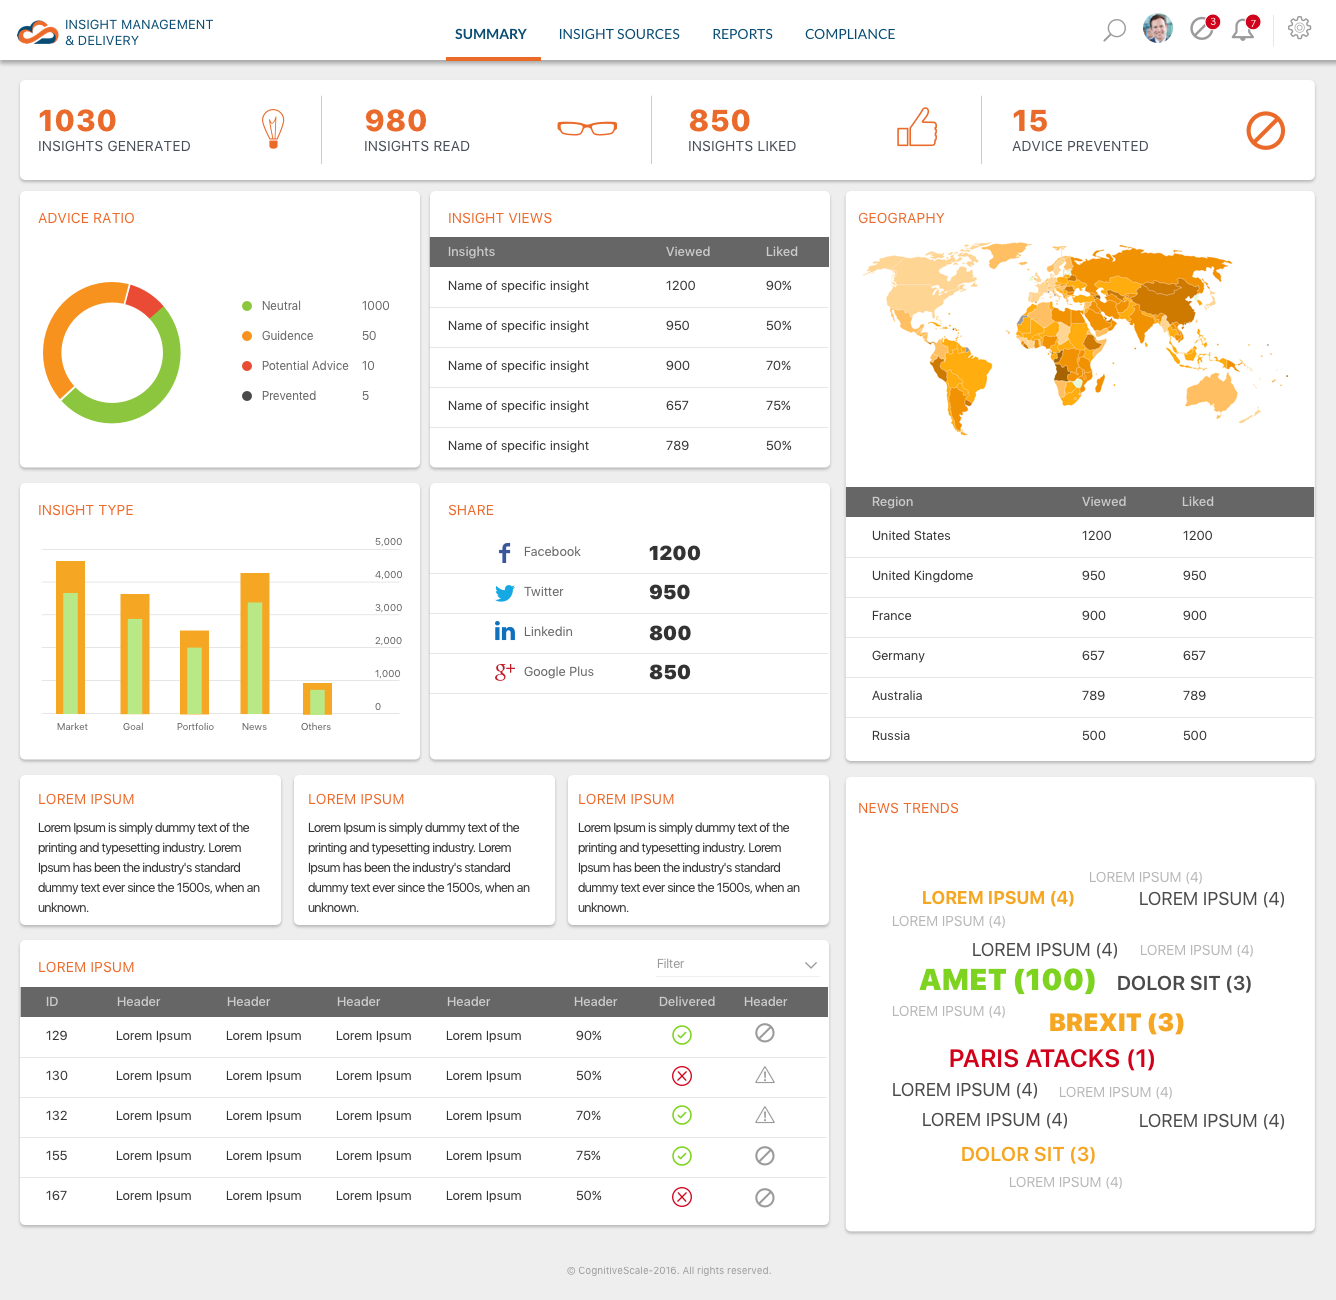 INSIGHT MANAGEMENT
& DELIVERY
SUMMARY
INSIGHT SOURCES
REPORTS
COMPLIANCE
3
7
1030
INSIGHTS GENERATED
980
INSIGHTS READ
850
INSIGHTS LIKED
15
ADVICE PREVENTED
ADVICE RATIO
Neutral 1000
Guidence 50
Potential Advice 10
Prevented 5
INSIGHT VIEWS
Insights Viewed Liked
Name of specific insight 1200 90%
Name of specific insight 950 50%
Name of specific insight 900 70%
Name of specific insight 657 75%
Name of specific insight 789 50%
GEOGRAPHY
Region Viewed Liked
United States 1200 1200
United Kingdome 950 950
France 900 900
Germany 657 657
Australia 789 789
Russia 500 500
INSIGHT TYPE
5,000
4,000
3,000
2,000
1,000
0
Market Goal Portfolio News Others
SHARE
Facebook 1200
Twitter 950
Linkedin 800
Google Plus 850
LOREM IPSUM
Lorem Ipsum is simply dummy text of the
printing and typesetting industry. Lorem
Ipsum has been the industry's standard
dummy text ever since the 1500s, when an
unknown.
LOREM IPSUM
Lorem Ipsum is simply dummy text of the
printing and typesetting industry. Lorem
Ipsum has been the industry's standard
dummy text ever since the 1500s, when an
unknown.
LOREM IPSUM
Lorem Ipsum is simply dummy text of the
printing and typesetting industry. Lorem
Ipsum has been the industry's standard
dummy text ever since the 1500s, when an
unknown.
LOREM IPSUM
Filter
ID Header Header Header Header Header Delivered Header
129 Lorem Ipsum Lorem Ipsum Lorem Ipsum Lorem Ipsum 90%
130 Lorem Ipsum Lorem Ipsum Lorem Ipsum Lorem Ipsum 50%
132 Lorem Ipsum Lorem Ipsum Lorem Ipsum Lorem Ipsum 70%
155 Lorem Ipsum Lorem Ipsum Lorem Ipsum Lorem Ipsum 75%
167 Lorem Ipsum Lorem Ipsum Lorem Ipsum Lorem Ipsum 50%
NEWS TRENDS
LOREM IPSUM (4)
LOREM IPSUM (4)
LOREM IPSUM (4)
LOREM IPSUM (4)
LOREM IPSUM (4)
LOREM IPSUM (4)
AMET (100)
DOLOR SIT (3)
LOREM IPSUM (4)
BREXIT (3)
PARIS ATACKS (1)
LOREM IPSUM (4)
LOREM IPSUM (4)
LOREM IPSUM (4)
LOREM IPSUM (4)
DOLOR SIT (3)
LOREM IPSUM (4)
© CognitiveScale-2016. All rights reserved.